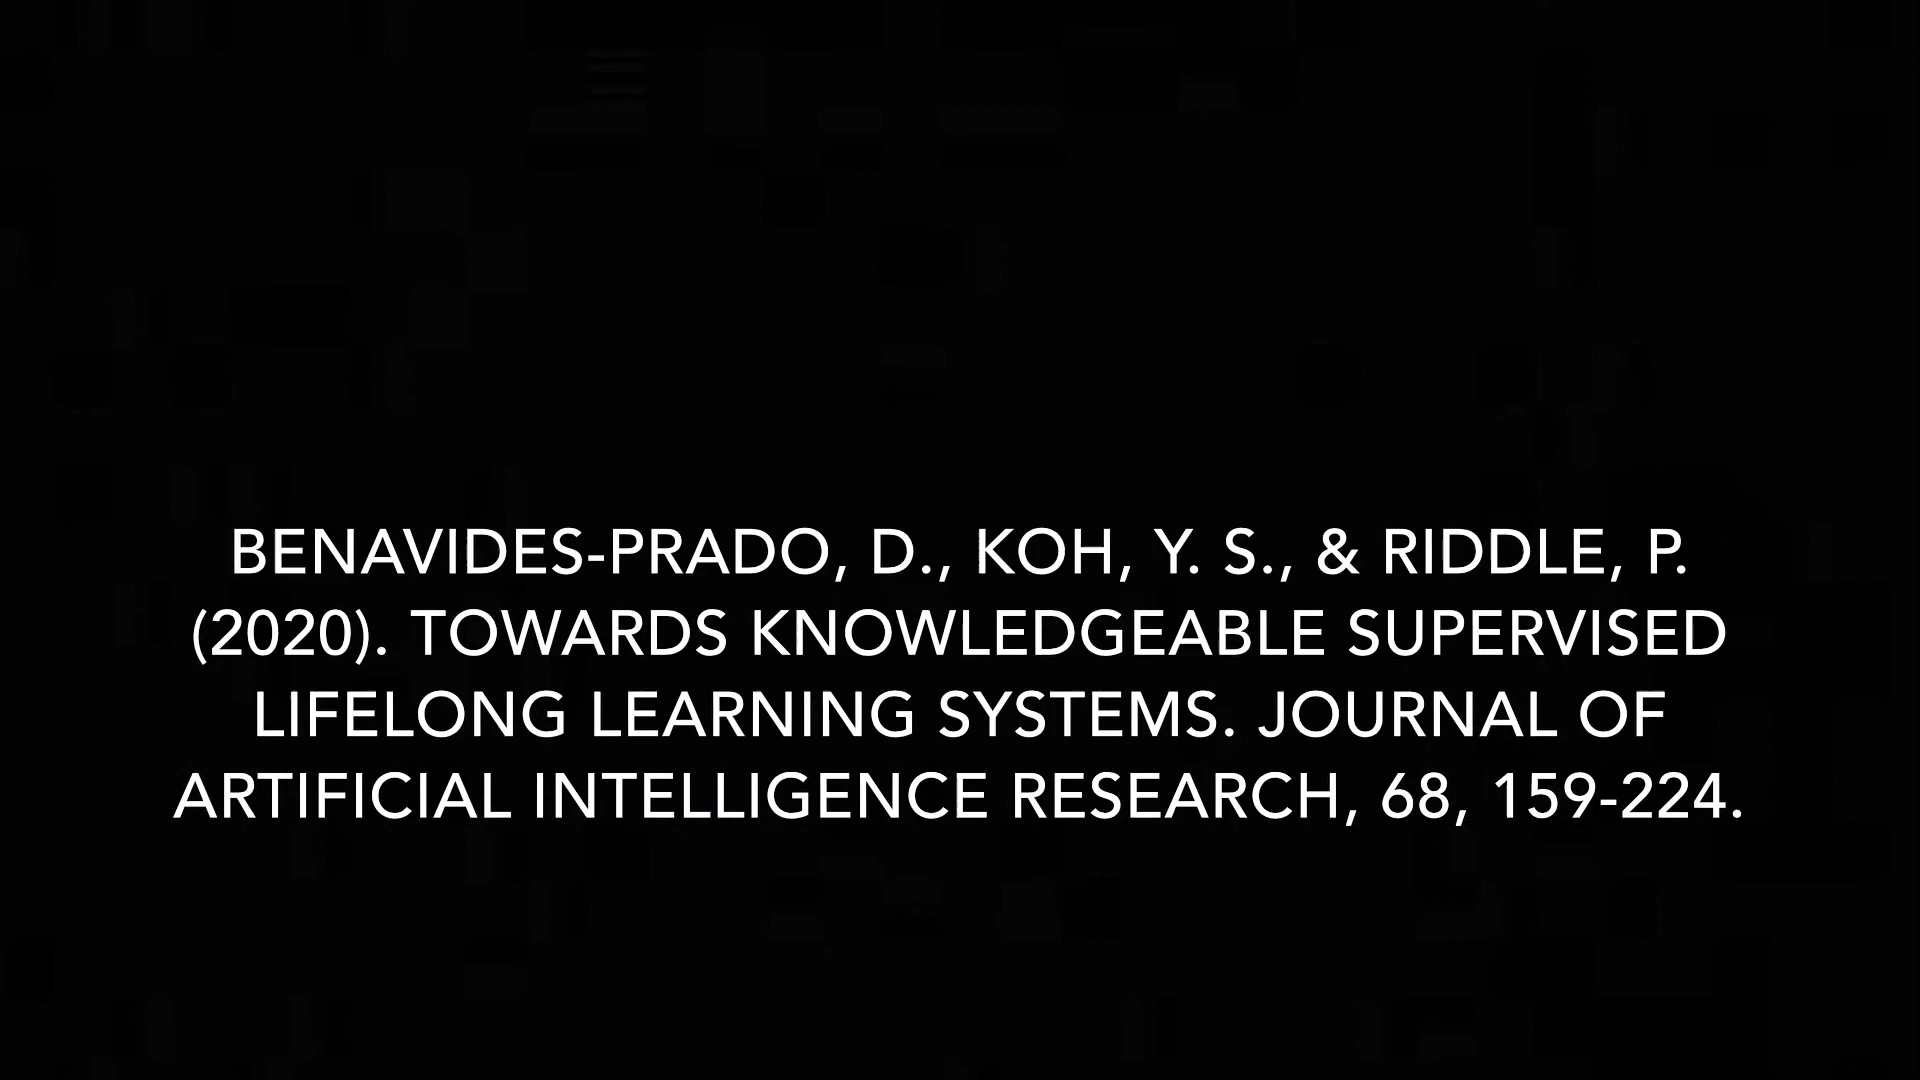 BENAVIDES-PRADO, D., KOH, Y. S., & RIDDLE, P.
(2020). TOWARDS KNOWLEDGEABLE SUPERVISED
LIFELONG LEARNING SYSTEMS. JOURNAL OF
ARTIFICIAL INTELLIGENCE RESEARCH, 68, 159-224.